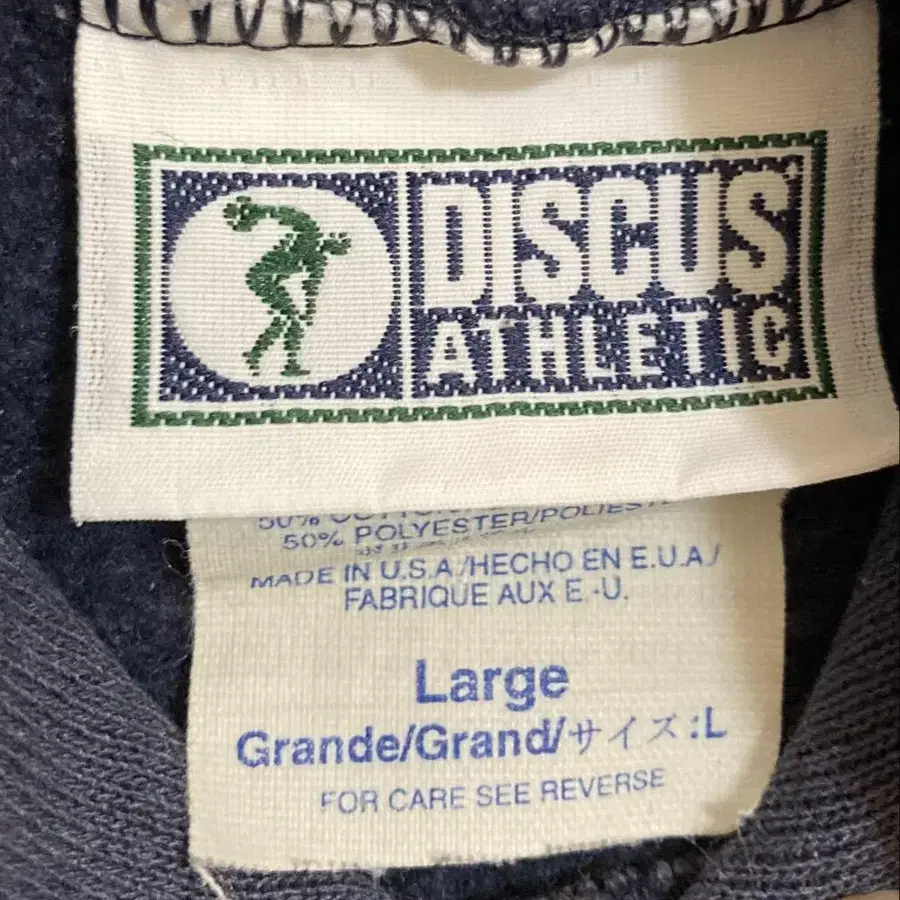 DISCUS
ATHLETIC
50%
50% POLYESTER/
MADE IN U.S.A/HECHO EN E.U.A/
FABRIQUE AUX E-U.
Large
Grande/Grand/サイズ:L
FOR CARE SEE REVERSE